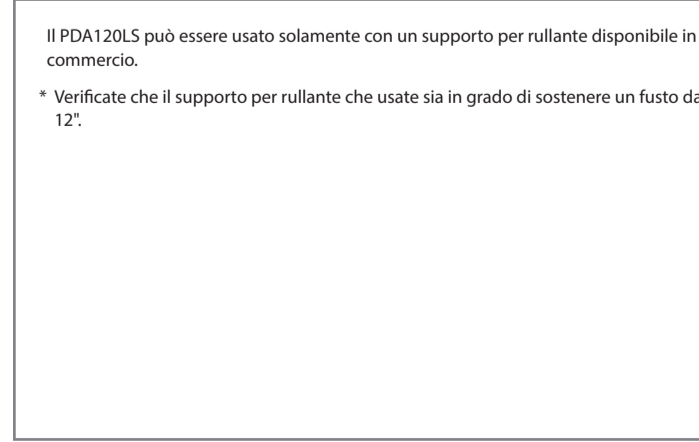 Il PDA120LS può essere usato solamente con un supporto per rullante disponibile in
commercio.
* Verificate che il supporto per rullante che usate sia in grado di sostenere un fusto da
12".